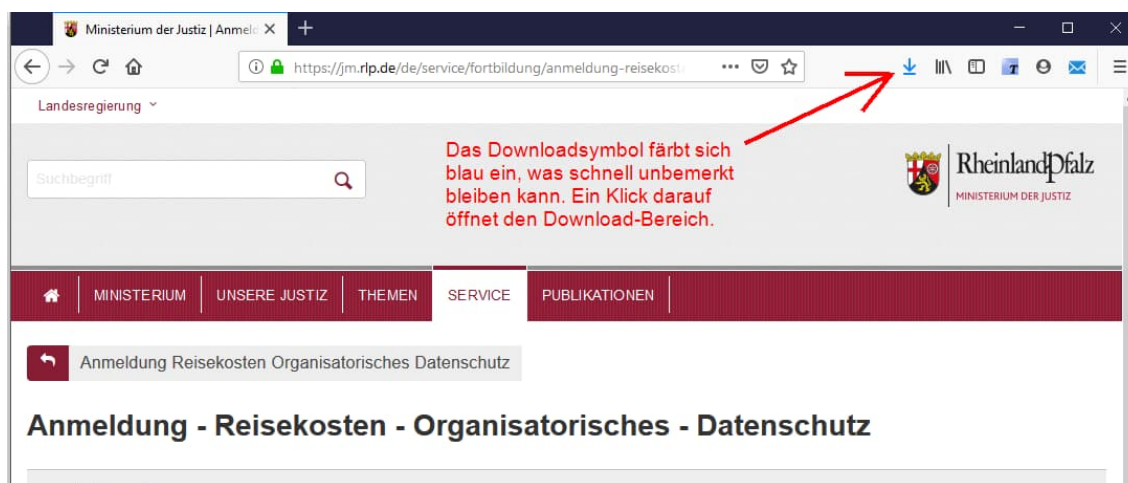 Ministerium der Justiz | Anmeld
https://jm.rlp.de/de/service/fortbildung/anmeldung-reisekost
Landesregierung
Suchbegriff
Das Downloadsymbol färbt sich
blau ein, was schnell unbemerkt
bleiben kann. Ein Klick darauf
öffnet den Download-Bereich.
RheinlandPfalz
MINISTERIUM DER JUSTIZ
MINISTERIUM UNSERE JUSTIZ THEMEN SERVICE PUBLIKATIONEN
Anmeldung Reisekosten Organisatorisches Datenschutz
Anmeldung - Reisekosten - Organisatorisches - Datenschutz